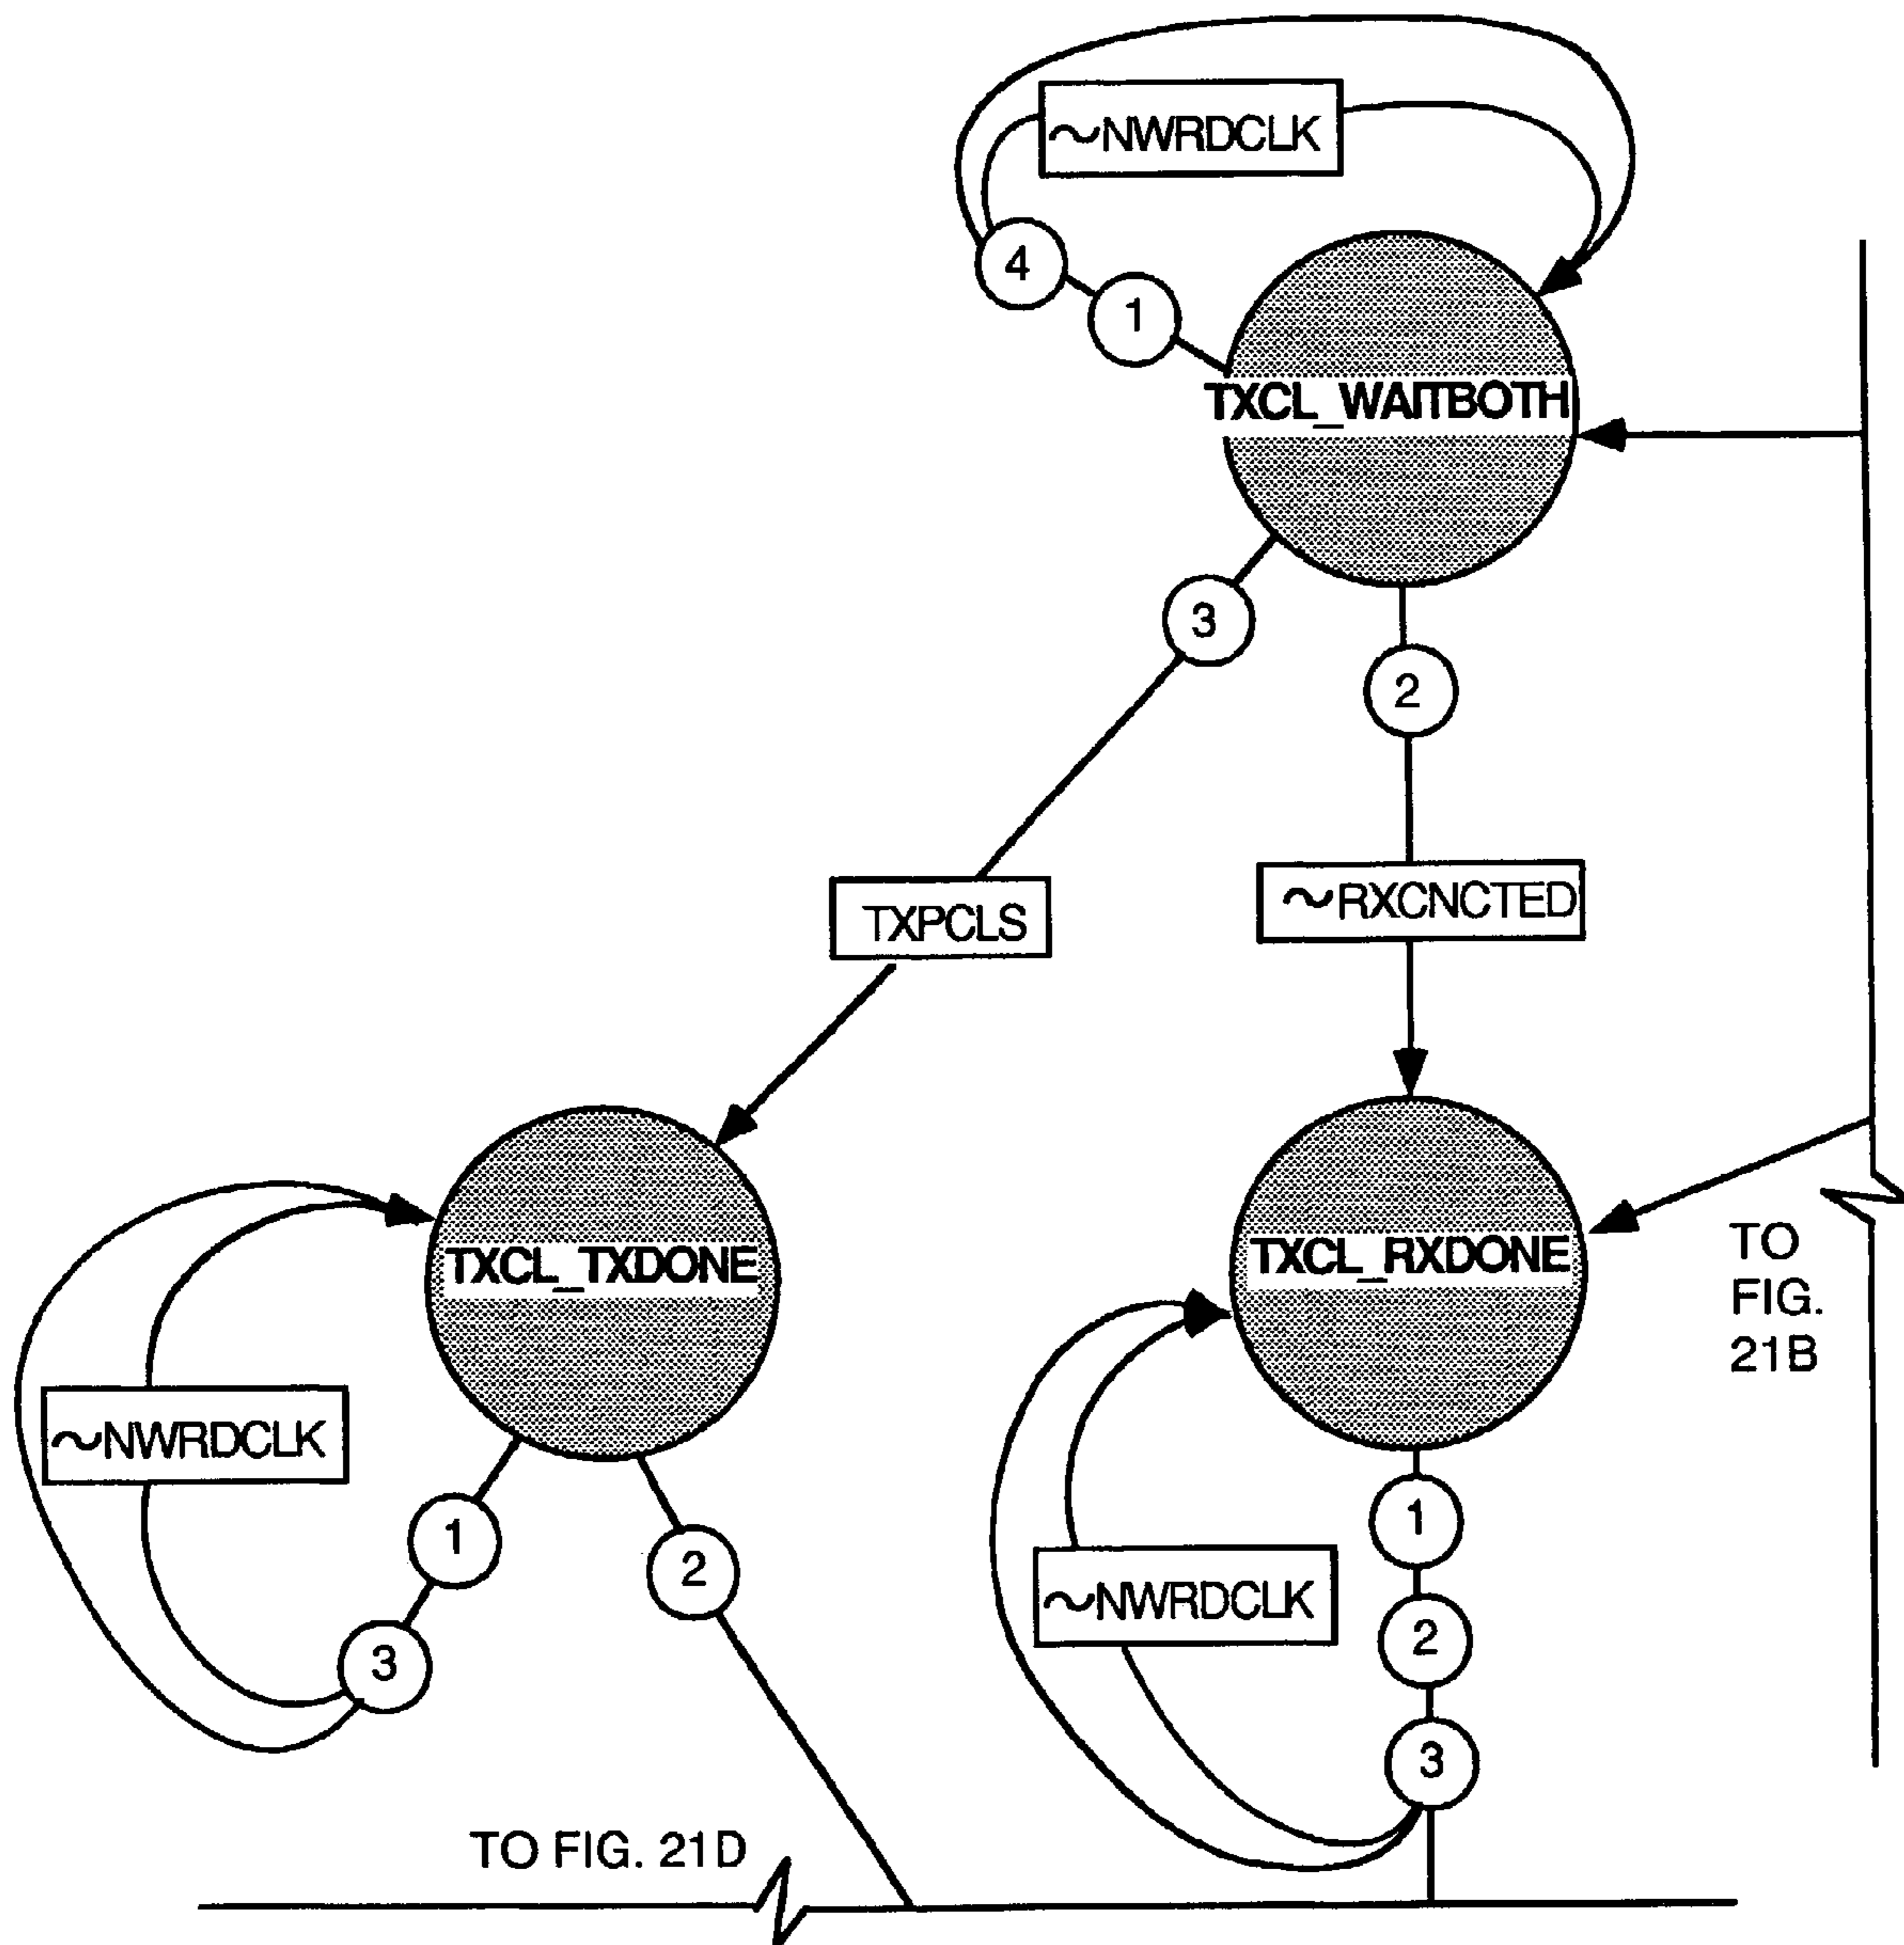 ~NWRDCLK
4
1
TXCL_WAITBOTH
3
2
TXPCLS
~RXCNCTED
TXCL_TXDONE
TXCL_RXDONE
TO
FIG.
21B
~NWRDCLK
1
2
3
1
~NWRDCLK
2
3
TO FIG. 21D